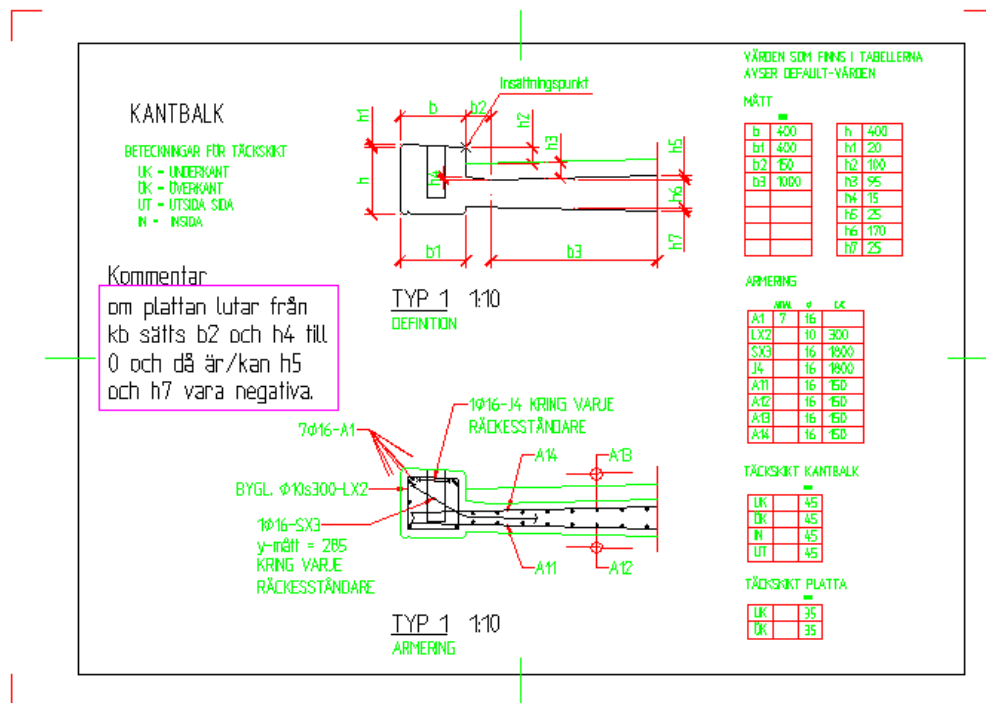 KANTBALK
BETECKNINGAR FÖR TÄCKSKIKT
UK - UNDERKANT
ÖK - ÖVERKANT
UT - UTSIDA SIDA
IN - INSIDA
Kommentar
om plattan lutar från
kb sätts b2 och h4 till
0 och då är/kan h5
och h7 vara negativa.
Insättningspunkt
h1
b
b2
h2
h3
h5
h
h4
h6
h7
b1
b3
TYP 1 1:10
DEFINITION
7ϕ16-A1
1ϕ16-J4 KRING VARJE
RÄCKESSTÅNDARE
A14
A13
BYGL. ϕ10s300-LX2
1ϕ16-SX3
y-mått = 285
KRING VARJE
RÄCKESSTÅNDARE
A11
A12
TYP 1 1:10
ARMERING
VÄRDEN SOM FINNS I TABELLERNA
AVSER DEFAULT-VÄRDEN
MÅTT
b 400
b1 400
b2 150
b3 1000
h 400
h1 20
h2 100
h3 95
h4 15
h5 25
h6 170
h7 25
ARMERING
A1 7 16
LX2 10 300
SX3 16 1800
J4 16 1800
A11 16 150
A12 16 150
A13 16 150
A14 16 150
TÄCKSKIKT KANTBALK
UK 45
ÖK 45
IN 45
UT 45
TÄCKSKIKT PLATTA
UK 35
ÖK 35